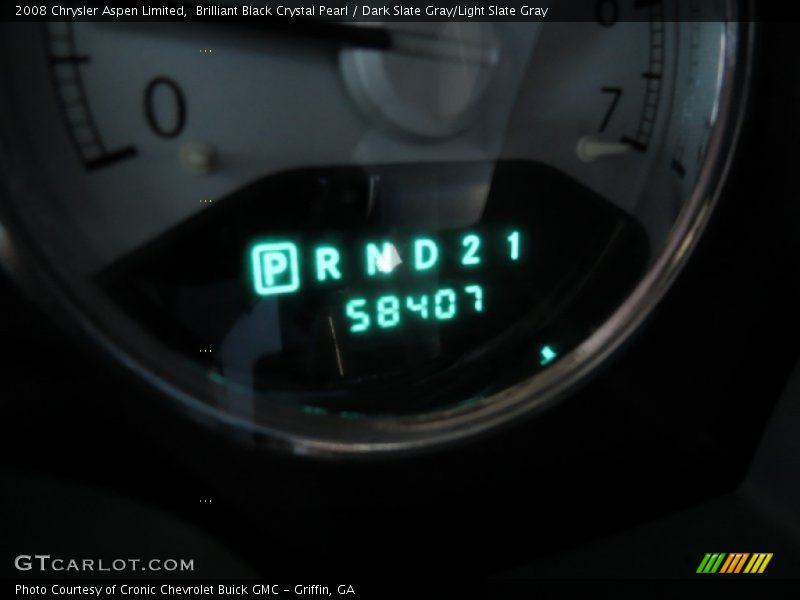 2008 Chrysler Aspen Limited,  Brilliant Black Crystal Pearl / Dark Slate Gray/Light Slate Gray
0
7
P R N D 2 1
58407
GTCARLOT.COM
Photo Courtesy of Cronic Chevrolet Buick GMC - Griffin, GA